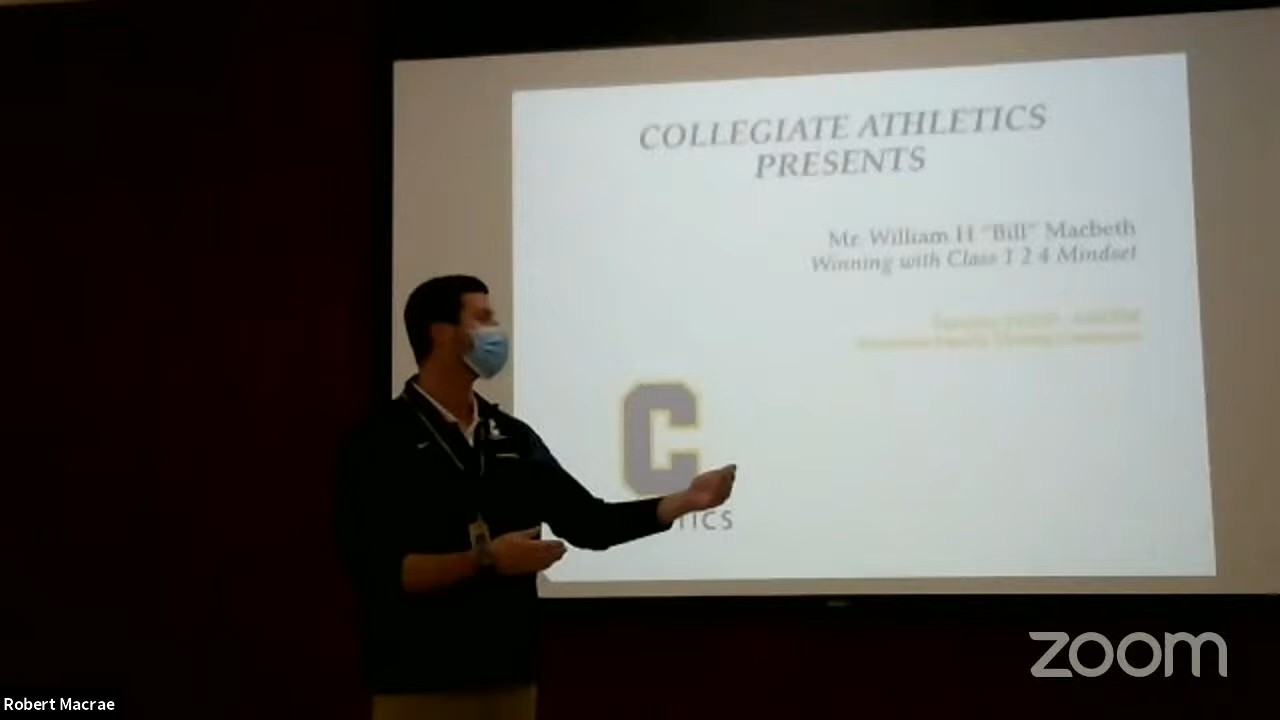 COLLEGIATE ATHLETICS
PRESENTS
Mr. William H "Bill" Macbeth
Winning with Class 1 2 4 Mindset
C
TICS
zoom
Robert Macrae